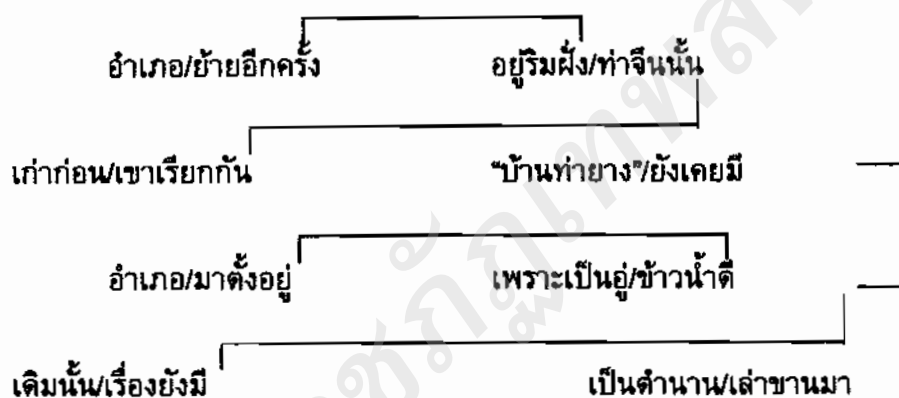 อำเภอ/ย้ายอีกครั้ง อยู่ริมฝั่ง/ท่าจีนนั้น
เก่าก่อน/เขาเรียกกัน "บ้านท่ายาง"/ยังเคยมี
อำเภอ/มาตั้งอยู่ เพราะเป็นอู่/ข้าวน้ำดี
เดิมนั้น/เรื่องยังมี เป็นตำนาน/เล่าขานมา